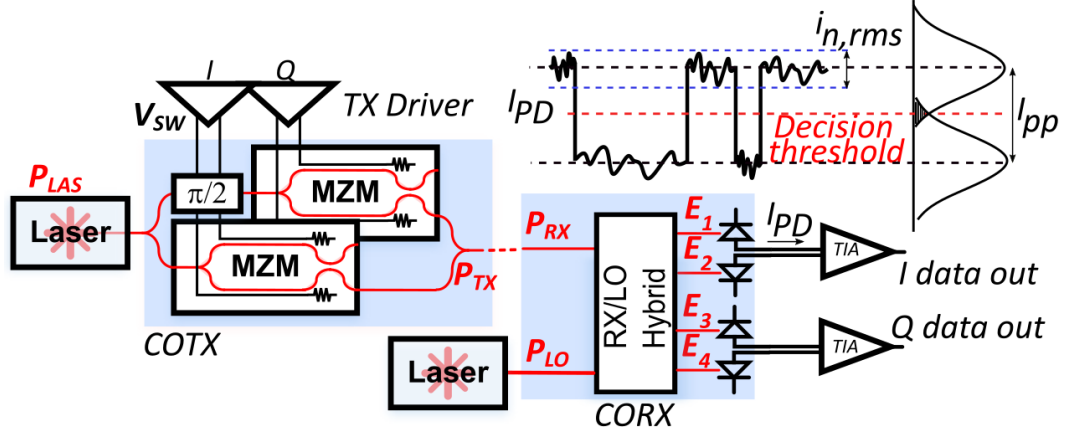 I
Q
V_SW
TX Driver
P_LAS
Laser
π/2
MZM
MZM
P_TX
COTX
i_n,rms
I_PD
Decision
threshold
I_pp
P_RX
P_LO
Laser
RX/LO
Hybrid
CORX
E_1
E_2
E_3
E_4
I_PD
TIA
I data out
TIA
Q data out